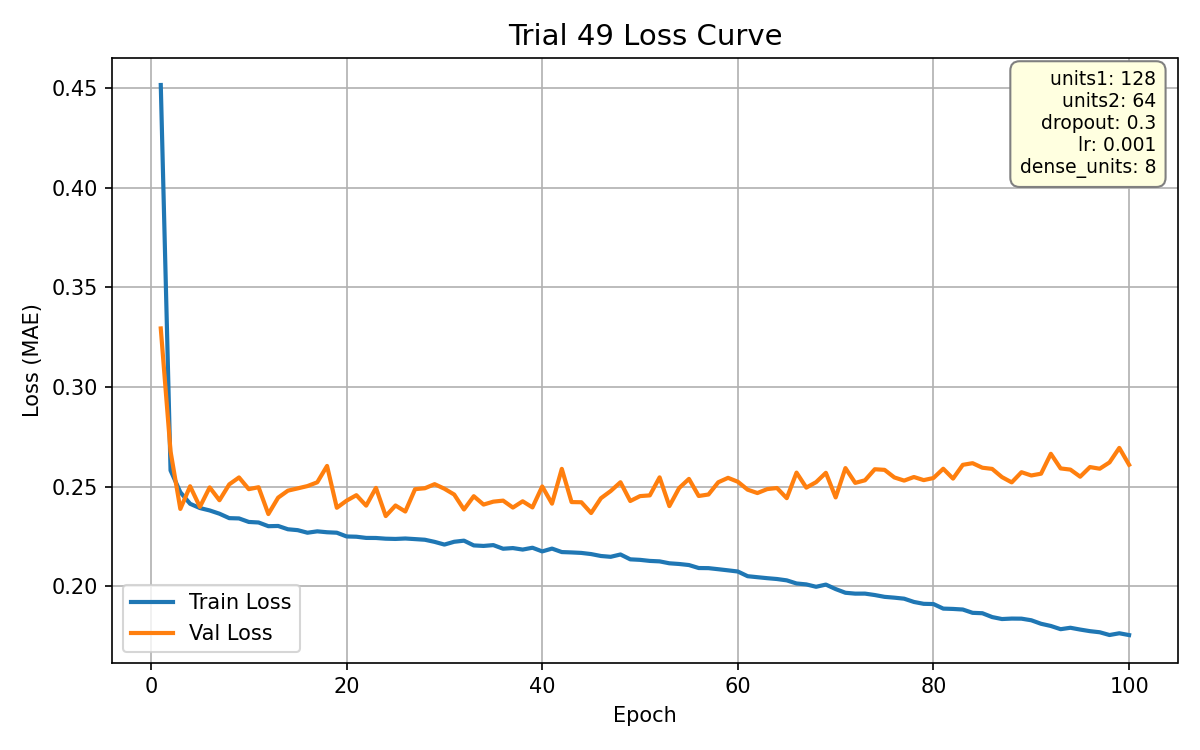 Trial 49 Loss Curve
units1: 128
units2: 64
dropout: 0.3
lr: 0.001
dense_units: 8
Loss (MAE)
0.45
0.40
0.35
0.30
0.25
0.20
Train Loss
Val Loss
0 20 40 60 80 100
Epoch